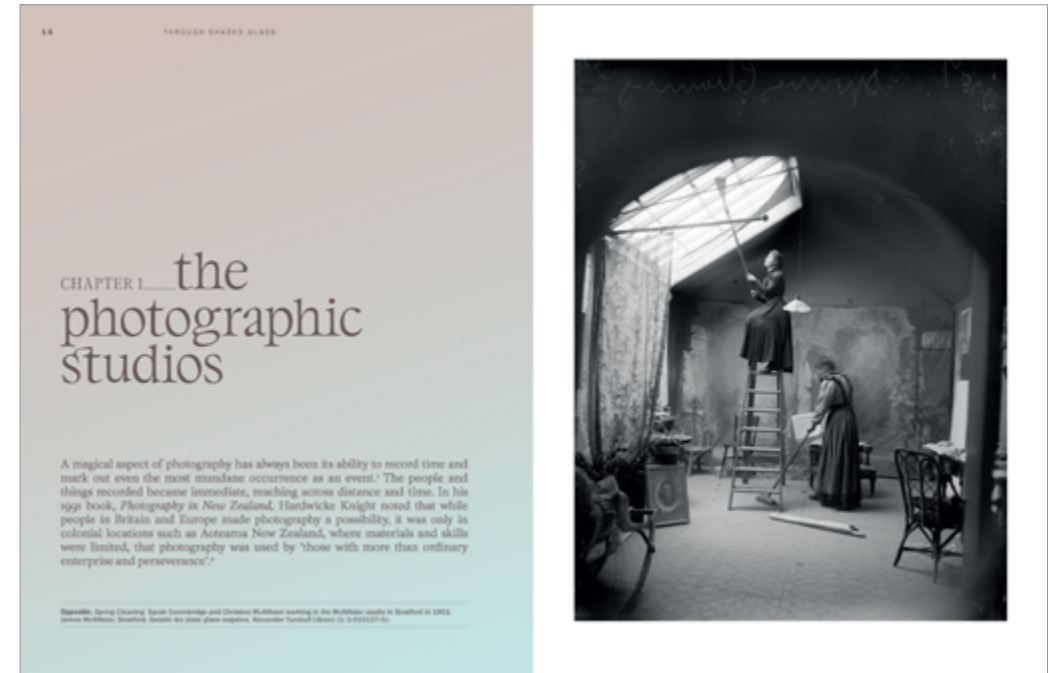 16
THROUGH SHADED GLASS
CHAPTER 1 the
photographic
studios
A magical aspect of photography has always been its ability to record time and
mark out even the most mundane occurrence as an event.¹ The people and
things recorded became immediate, reaching across distance and time. In his
1991 book, Photography in New Zealand, Hardwicke Knight noted that while
people in Britain and Europe made photography a possibility, it was only in
colonial locations such as Aotearoa New Zealand, where materials and skills
were limited, that photography was used by ‘those with more than ordinary
enterprise and perseverance’.²
Opposite. Spring Cleaning. Sarah Coombridge and Christina McAllister working in the McAllister studio in Stratford in
James McAllister, Stratford. Gelatin dry plate glass negative. Alexander Turnbull Library
Spring Cleaning